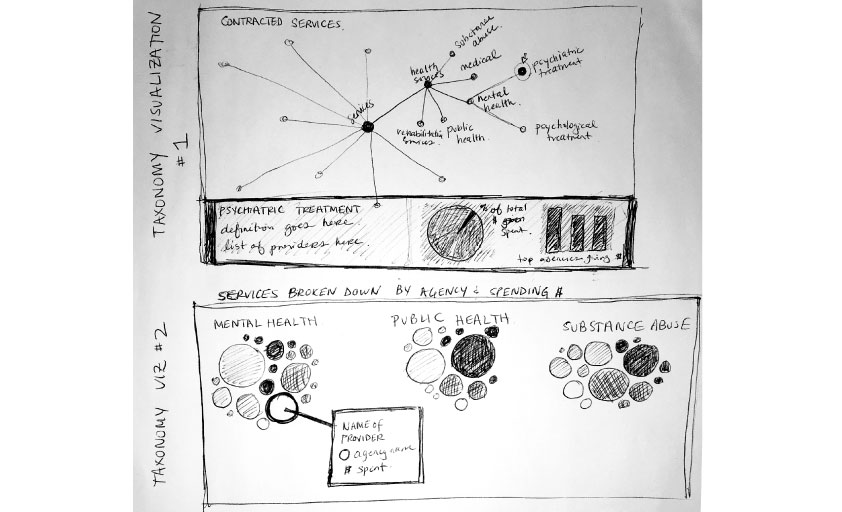 TAXONOMY VISUALIZATION
#1
CONTRACTED SERVICES.
services
health
services
substance
abuse.
medical
psychiatric
treatment
mental
health.
psychological
treatment
public
health.
rehabilitation
services.
PSYCHIATRIC TREATMENT
definition goes here.
list of providers here.
% of total
$
spent.
top agencies giving $
TAXONOMY VIZ #2
SERVICES BROKEN DOWN BY AGENCY & SPENDING #
MENTAL HEALTH
PUBLIC HEALTH
SUBSTANCE ABUSE
NAME OF
PROVIDER
agency name
$ spent